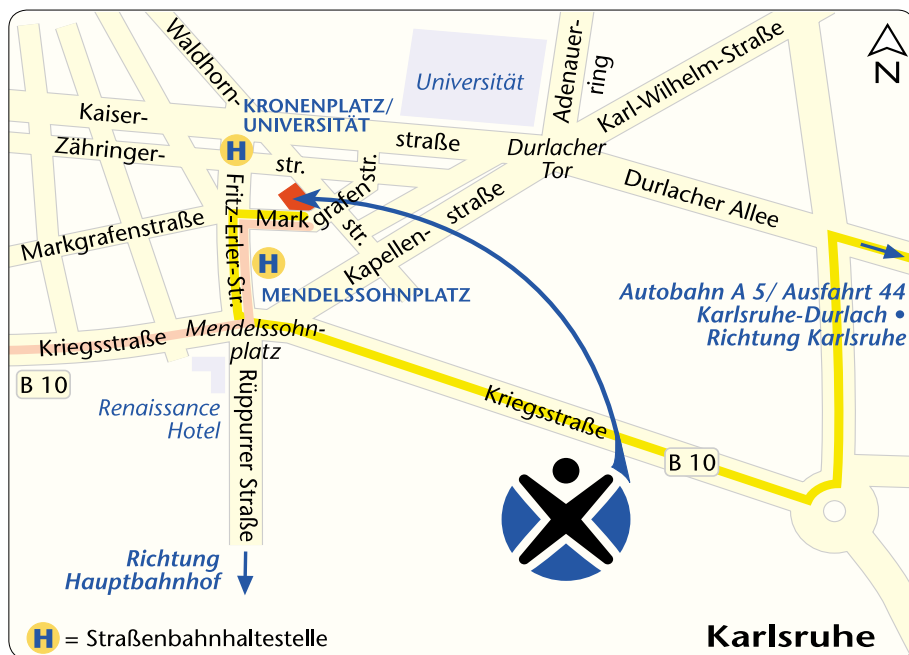 Waldhorn-
str.
Adenauer-
ring
N
Karl-Wilhelm-Straße
Universität
Kaiser-
straße
KRONENPLATZ/
UNIVERSITÄT
H
Zähringer-
str.
Durlacher
Tor
Durlacher Allee
Fritz-Erler-Str.
Markgrafenstraße
Mark
grafen
str.
Kapellen-
straße
H
MENDELSSOHNPLATZ
Autobahn A 5/ Ausfahrt 44
Karlsruhe-Durlach •
Richtung Karlsruhe
Kriegsstraße
Mendelssohn-
platz
B 10
Renaissance
Hotel
Rüppurrer Straße
Kriegsstraße
B 10
Richtung
Hauptbahnhof
H = Straßenbahnhaltestelle
Karlsruhe